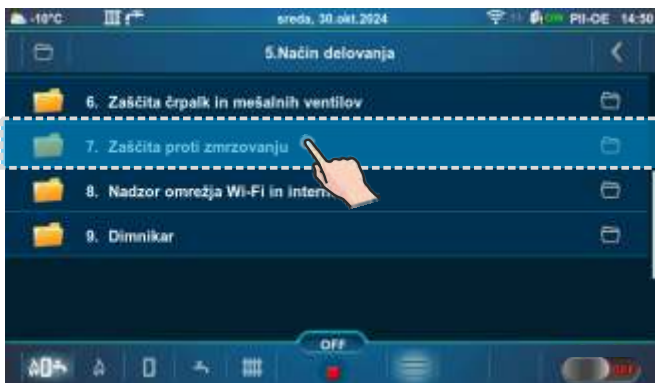 -10°C sreda, 30.okt.2024 PII-OE 14:50
5.Način delovanja
6. Zaščita črpalk in mešalnih ventilov
7. Zaščita proti zmrzovanju
8. Nadzor omrežja Wi-Fi in
9. Dimnikar
OFF
OFF